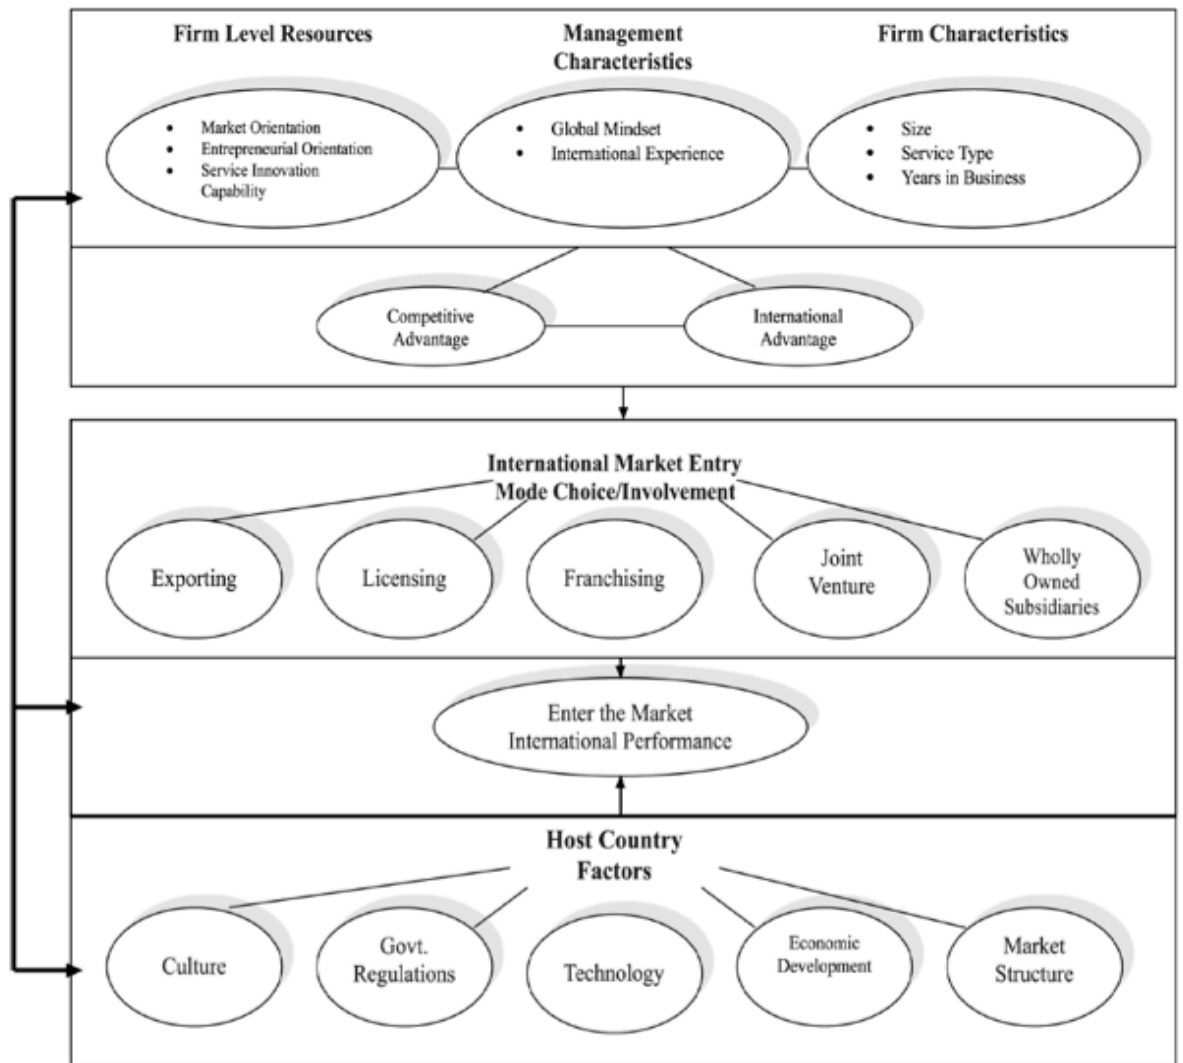 Firm Level Resources
Management
Characteristics
Firm Characteristics
• Market Orientation
• Entrepreneurial Orientation
• Service Innovation
Capability
• Global Mindset
• International Experience
• Size
• Service Type
• Years in Business
Competitive
Advantage
International
Advantage
International Market Entry
Mode Choice/Involvement
Exporting
Licensing
Franchising
Joint
Venture
Wholly
Owned
Subsidiaries
Enter the Market
International Performance
Host Country
Factors
Culture
Govt.
Regulations
Technology
Economic
Development
Market
Structure